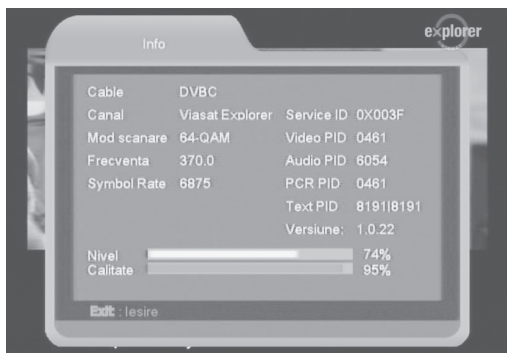 explorer
Info
Cable DVBC
Canal Viasat Explorer Service ID 0X003F
Mod scanare 64-QAM Video PID 0461
Frecventa 370.0 Audio PID 6054
Symbol Rate 6875 PCR PID 0461
Text PID 8191|8191
Versiune: 1.0.22
Nivel 74%
Calitate 95%
Exit: Iesire